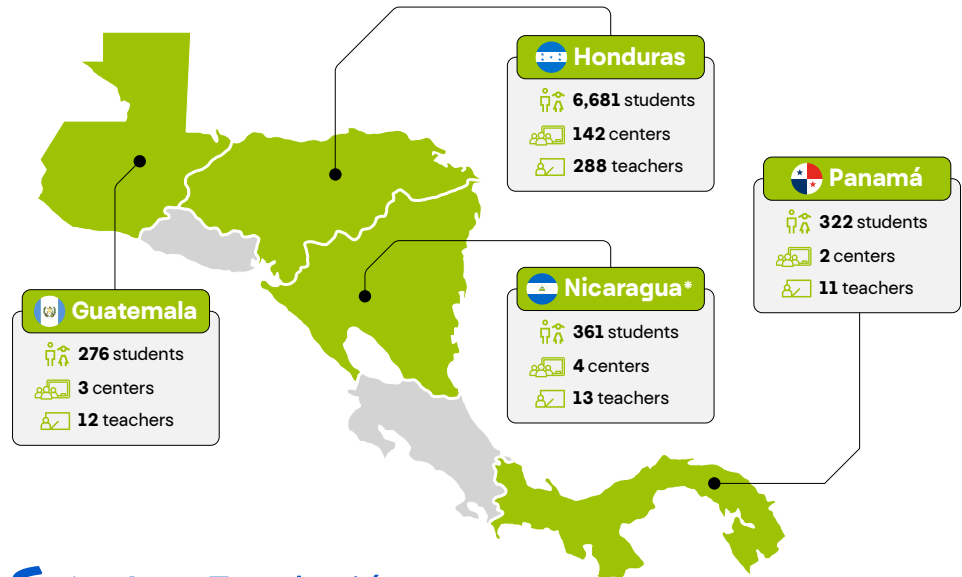 Honduras
6,681 students
142 centers
288 teachers
Panamá
322 students
2 centers
11 teachers
Nicaragua*
361 students
4 centers
13 teachers
Guatemala
276 students
3 centers
12 teachers